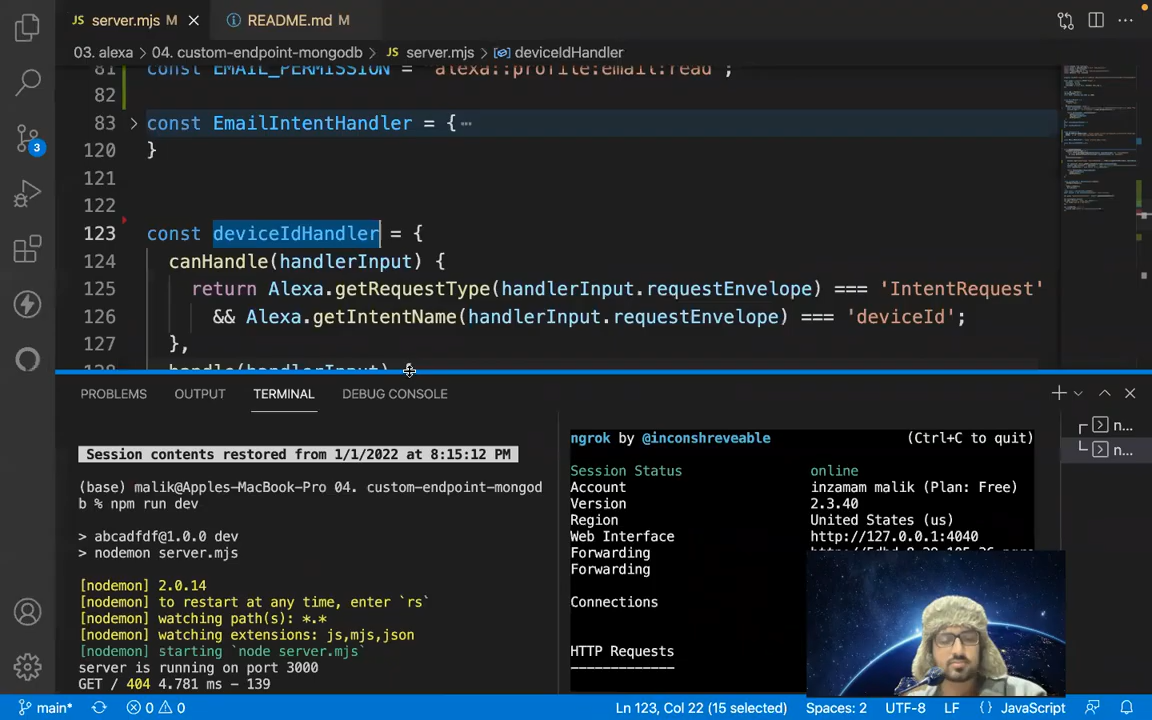 JS server.mjs M
README.md M
03. alexa > 04. custom-endpoint-mongodb > JS server.mjs > deviceIdHandler
81 const EMAIL_PERMISSION = "alexa::profile:email:read";
82
83 const EmailIntentHandler = { ⋯
120 }
121
122
123 const deviceIdHandler = {
124 canHandle(handlerInput) {
125 return Alexa.getRequestType(handlerInput.requestEnvelope) === 'IntentRequest'
126 && Alexa.getIntentName(handlerInput.requestEnvelope) === 'deviceId';
127 },
128 handle(handlerInput) {
3
PROBLEMS OUTPUT TERMINAL DEBUG CONSOLE
Session contents restored from 1/1/2022 at 8:15:12 PM
(base) malik@Apples-MacBook-Pro 04. custom-endpoint-mongod
b % npm run dev
> abcadfdf@1.0.0 dev
> nodemon server.mjs
[nodemon] 2.0.14
[nodemon] to restart at any time, enter `rs`
[nodemon] watching path(s): *.*
[nodemon] watching extensions: js,mjs,json
[nodemon] starting `node server.mjs`
server is running on port 3000
GET / 404 4.781 ms - 139
ngrok by @inconshreveable (Ctrl+C to quit)
Session Status online
Account inzamam malik (Plan: Free)
Version 2.3.40
Region United States (us)
Web Interface http://127.0.0.1:4040
Forwarding
Forwarding
Connections
HTTP Requests
-------------
n...
n...
main* 0 0 Ln 123, Col 22 (15 selected) Spaces: 2 UTF-8 LF {} JavaScript